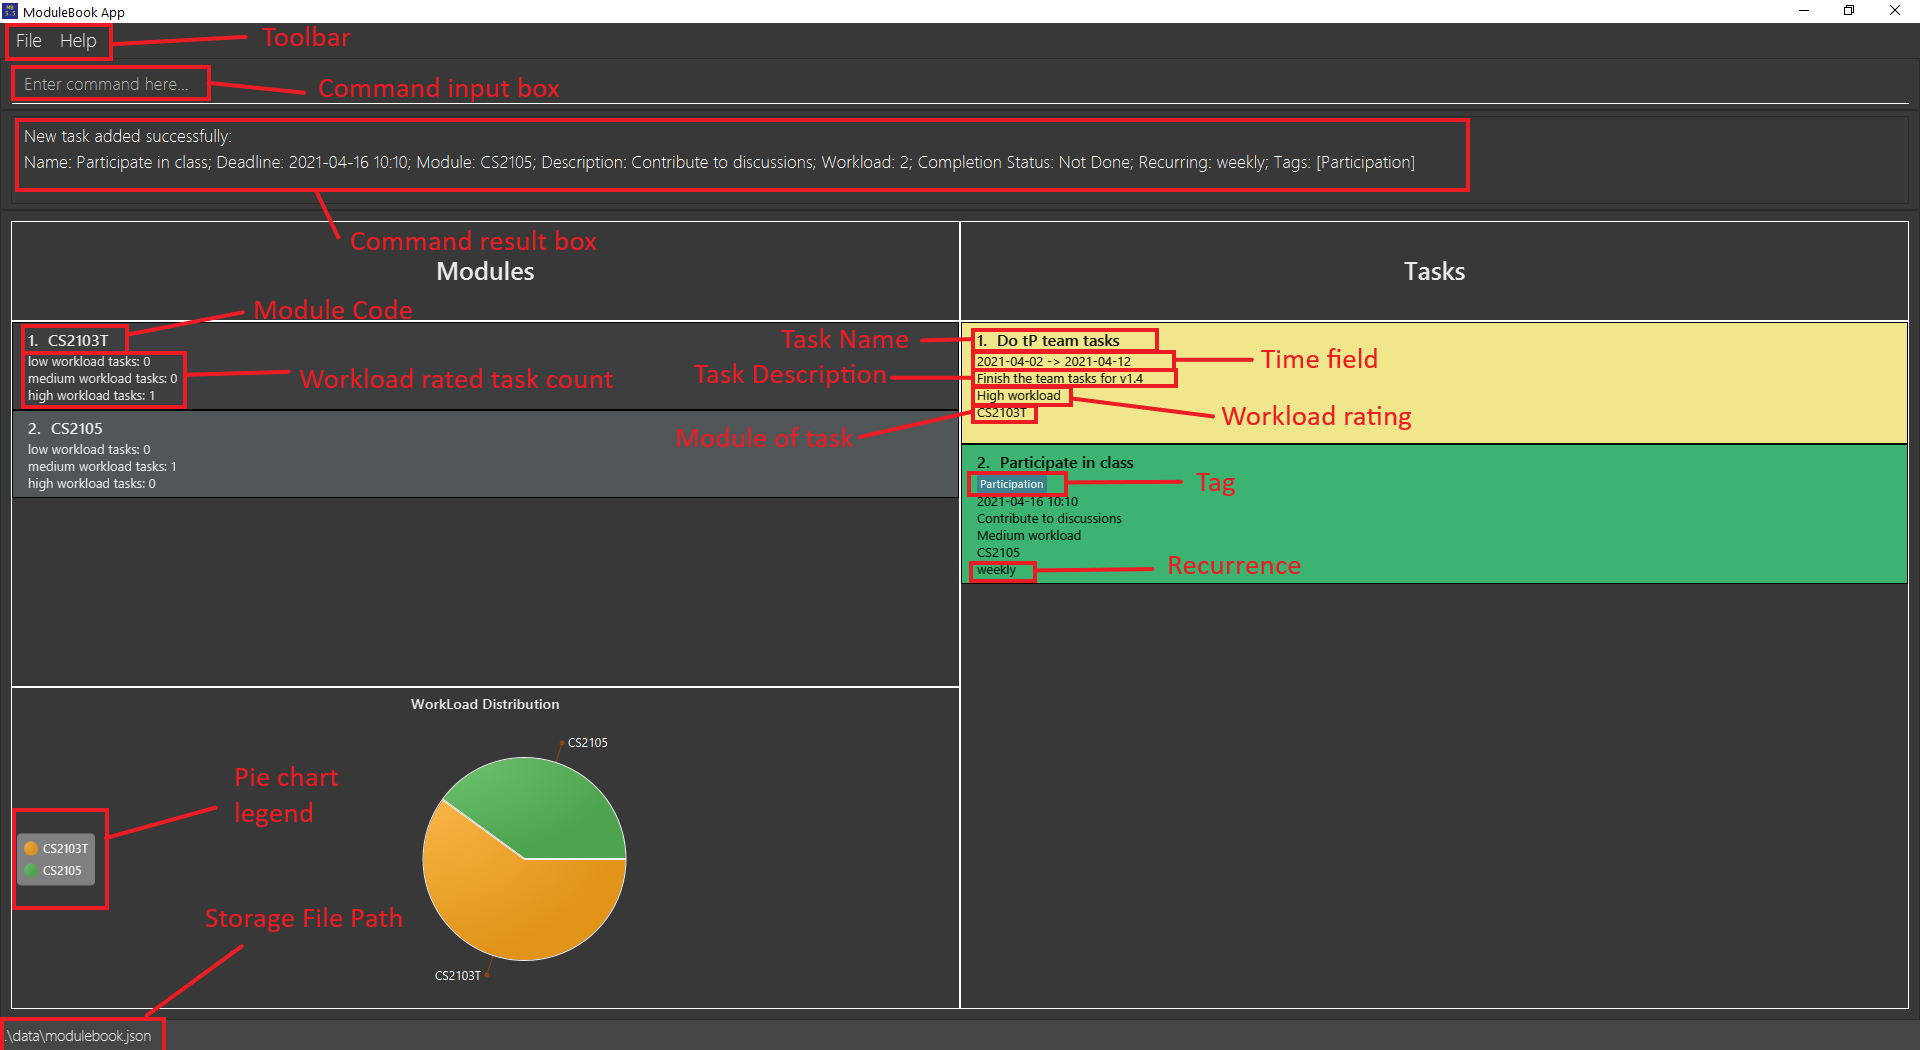 ModuleBook App
File Help
Toolbar
Enter command here...
Command input box
New task added successfully:
Name: Participate in class; Deadline: 2021-04-16 10:10; Module: CS2105; Description: Contribute to discussions; Workload: 2; Completion Status: Not Done; Recurring: weekly; Tags: [Participation]
Command result box
Modules
Module Code
1. CS2103T
low workload tasks: 0
medium workload tasks: 0
high workload tasks: 1
Workload rated task count
2. CS2105
low workload tasks: 0
medium workload tasks: 1
high workload tasks: 0
Tasks
Task Name
1. Do tP team tasks
2021-04-02 -> 2021-04-12
Time field
Task Description
Finish the team tasks for v1.4
High workload
Workload rating
CS2103T
Module of task
2. Participate in class
Participation
Tag
2021-04-16 10:10
Contribute to discussions
Medium workload
CS2105
weekly
Recurrence
WorkLoad Distribution
CS2105
Pie chart
legend
CS2103T
CS2105
CS2103T
Storage File Path
.\data\modulebook.json